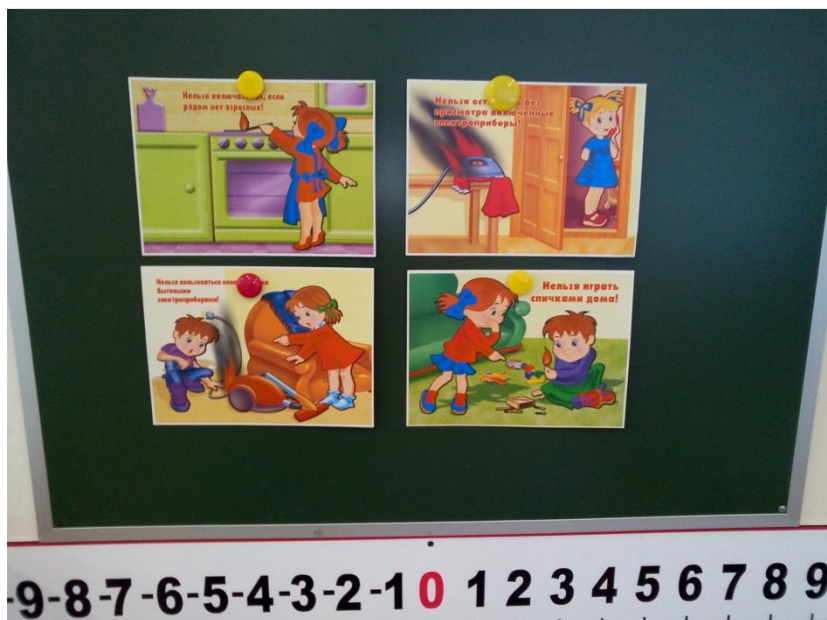 Нельзя включать газ, если
рядом нет взрослых!
Нельзя без
присмотра включенные
электроприборы!
Нельзя пользоваться
бытовыми
электроприборами!
Нельзя играть
спичками дома!
-9-8-7-6-5-4-3-2-1 0 1 2 3 4 5 6 7 8 9